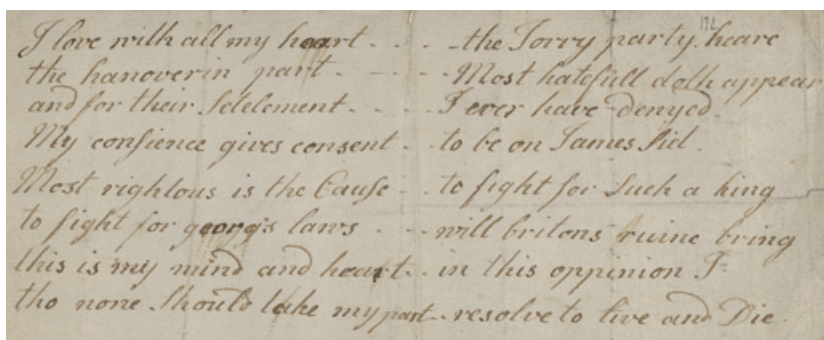 I love with all my heart - - - - the Torry party heare
the hanoverin part - - - - Most hatefull doth appear
and for their Setelement - - - - I ever have denyed.
My consience gives consent - - to be on James Sid.
Most rightous is the Cause - - to fight for Such a king
to fight for georgs laws - - - - will britons ruine bring
this is my mind and heart - - in this oppinion I
tho none Should take my part - - resolve to live and Die.